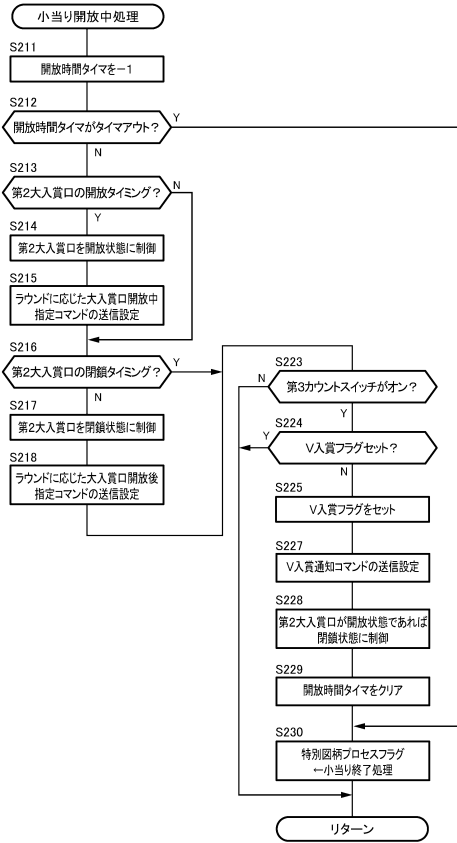 小当り開放中処理
S211
開放時間タイマを－1
S212
開放時間タイマがタイムアウト？
Y
N
S213
第2大入賞口の開放タイミング？
N
Y
S214
第2大入賞口を開放状態に制御
S215
ラウンドに応じた大入賞口開放中
指定コマンドの送信設定
S216
第2大入賞口の閉鎖タイミング？
Y
N
S217
第2大入賞口を閉鎖状態に制御
S218
ラウンドに応じた大入賞口開放後
指定コマンドの送信設定
S223
第3カウントスイッチがオン？
N
Y
S224
V入賞フラグセット？
Y
N
S225
V入賞フラグをセット
S227
V入賞通知コマンドの送信設定
S228
第2大入賞口が開放状態であれば
閉鎖状態に制御
S229
開放時間タイマをクリア
S230
特別図柄プロセスフラグ
←小当り終了処理
リターン